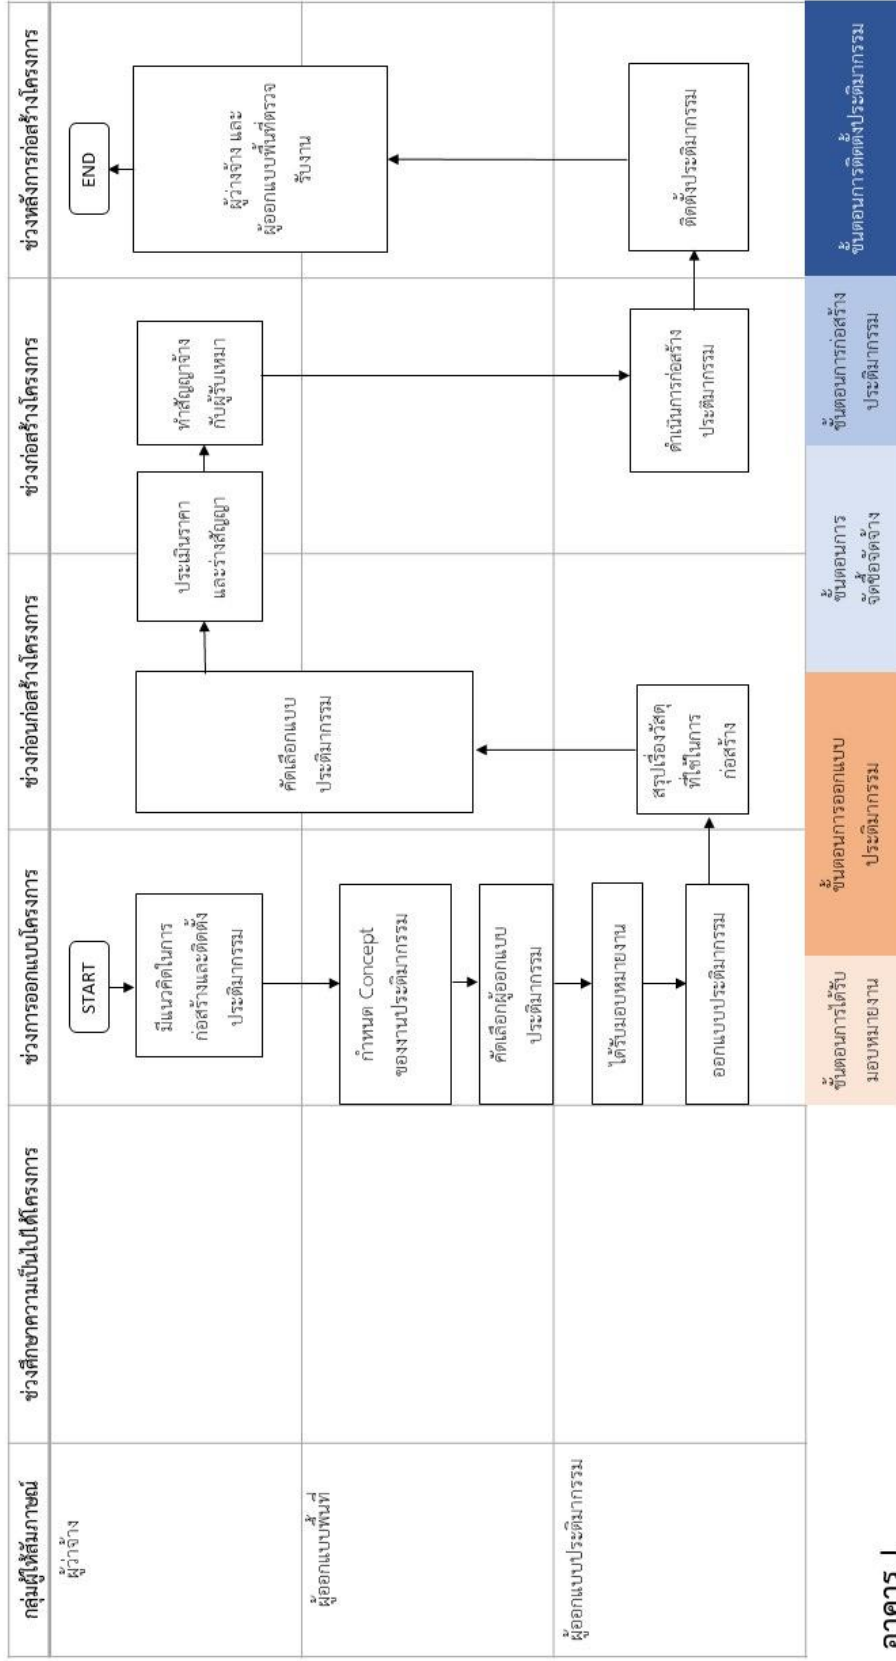 กลุ่มผู้ให้สัมภาษณ์
ช่วงศึกษาความเป็นไปได้โครงการ
ช่วงการออกแบบโครงการ
ช่วงก่อนก่อสร้างโครงการ
ช่วงก่อสร้างโครงการ
ช่วงหลังการก่อสร้างโครงการ
ผู้ว่าจ้าง
START
มีแนวคิดในการ
ก่อสร้างและติดตั้ง
ประติมากรรม
คัดเลือกแบบ
ประติมากรรม
ประเมินราคา
และร่างสัญญา
ทำสัญญาจ้าง
กับผู้รับเหมา
END
ผู้ว่างจ้าง และ
ผู้ออกแบบพื้นที่ตรวจ
รับงาน
ผู้ออกแบบพื้นที่
กำหนด Concept
ของงานประติมากรรม
คัดเลือกผู้ออกแบบ
ประติมากรรม
ผู้ออกแบบประติมากรรม
ได้รับมอบหมายงาน
ออกแบบประติมากรรม
สรุปเรื่องวัสดุ
ที่ใช้ในการ
ก่อสร้าง
ดำเนินการก่อสร้าง
ประติมากรรม
ติดตั้งประติมากรรม
ขั้นตอนการได้รับ
มอบหมายงาน
ขั้นตอนการออกแบบ
ประติมากรรม
ขั้นตอนการ
จัดซื้อจัดจ้าง
ขั้นตอนการก่อสร้าง
ประติมากรรม
ขั้นตอนการติดตั้งประติมากรรม
อาคาร J